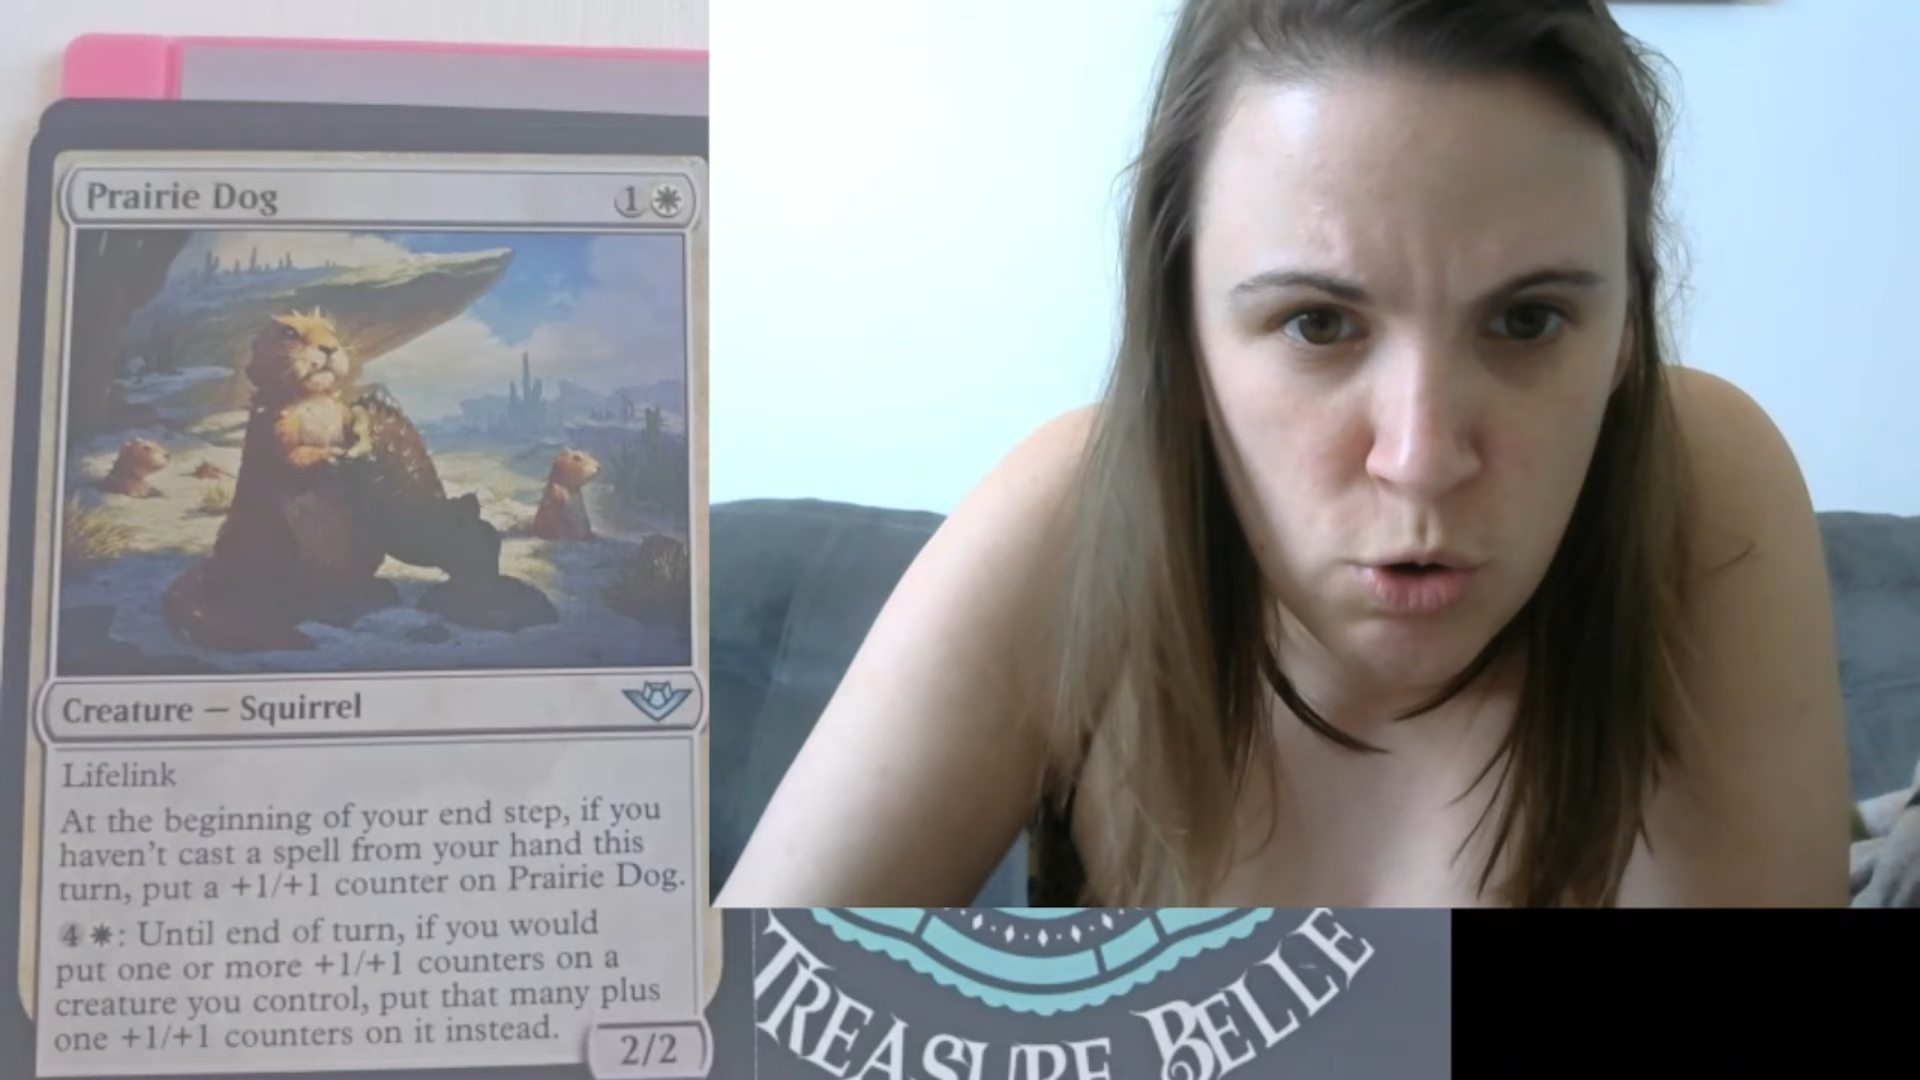 Prairie Dog 1
Creature — Squirrel
Lifelink
At the beginning of your end step, if you
haven't cast a spell from your hand this
turn, put a +1/+1 counter on Prairie Dog.
4 : Until end of turn, if you would
put one or more +1/+1 counters on a
creature you control, put that many plus
one +1/+1 counters on it instead.
2/2
TREASURE BELLE